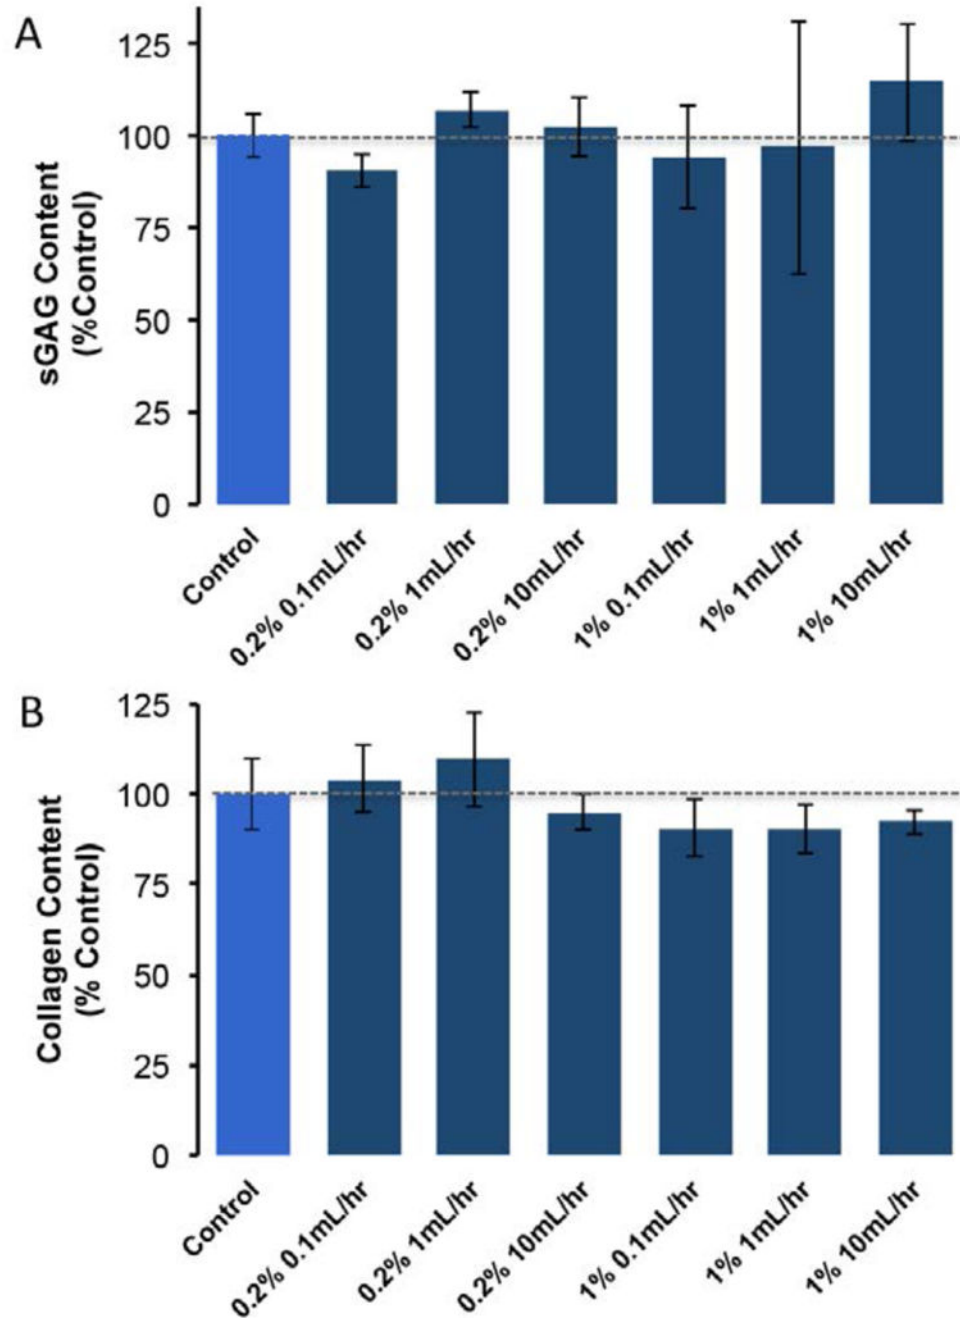 A
125
100
75
50
25
0
sGAG Content
(%Control)
Control
0.2% 0.1mL/hr
0.2% 1mL/hr
0.2% 10mL/hr
1% 0.1mL/hr
1% 1mL/hr
1% 10mL/hr
B
125
100
75
50
25
0
Collagen Content
(% Control)
Control
0.2% 0.1mL/hr
0.2% 1mL/hr
0.2% 10mL/hr
1% 0.1mL/hr
1% 1mL/hr
1% 10mL/hr